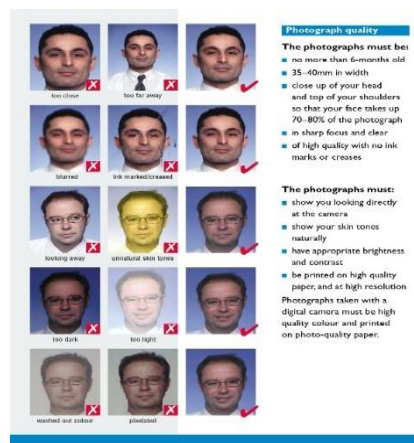 too close
too far away
blurred
ink marked/creased
looking away
unnatural skin tones
too dark
too light
washed out colour
pixelated
Photograph quality
The photographs must be:
no more than 6-months old
35–40mm in width
close up of your head
and top of your shoulders
so that your face takes up
70–80% of the photograph
in sharp focus and clear
of high quality with no ink
marks or creases
The photographs must:
show you looking directly
at the camera
show your skin tones
naturally
have appropriate brightness
and contrast
be printed on high quality
paper, and at high resolution
Photographs taken with a
digital camera must be high
quality colour and printed
on photo-quality paper.